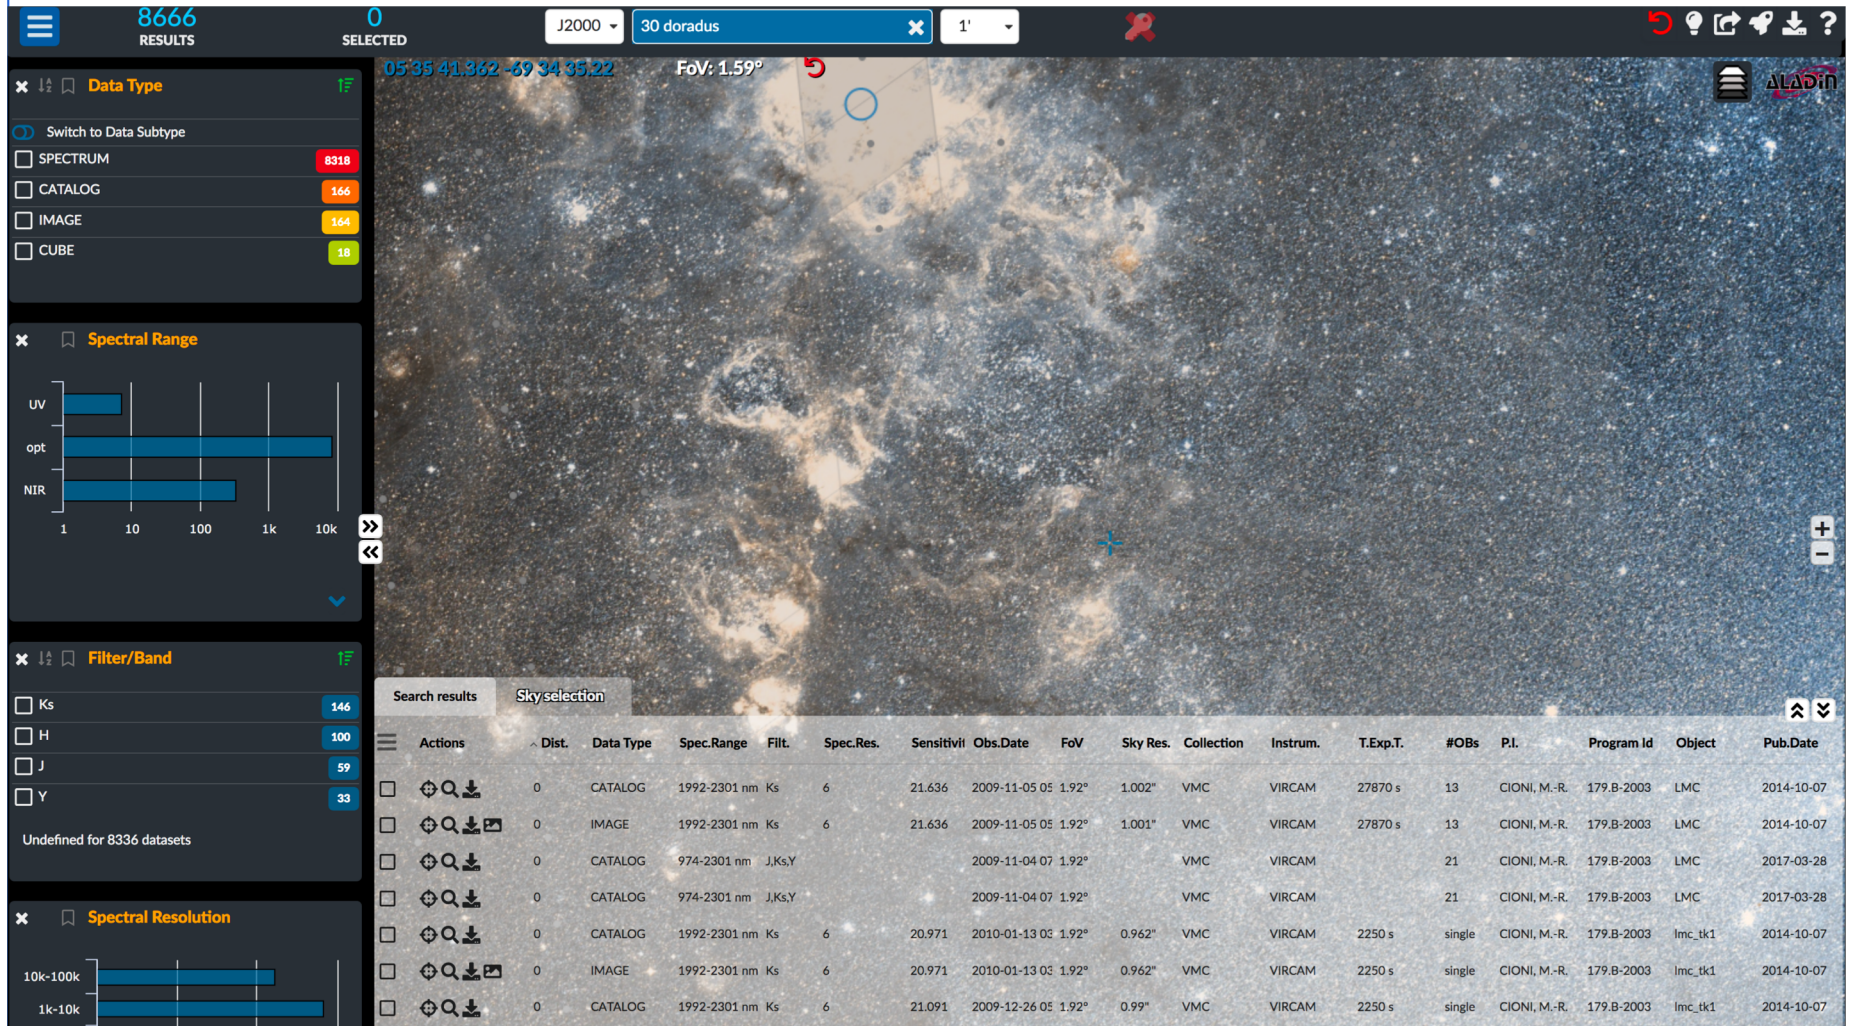 8666
RESULTS
0
SELECTED
J2000
30 doradus
1'
?
Data Type
Switch to Data Subtype
SPECTRUM 8318
CATALOG 166
IMAGE 164
CUBE 18
Spectral Range
UV
opt
NIR
1 10 100 1k 10k
Filter/Band
Ks 146
H 100
J 59
Y 33
Undefined for 8336 datasets
Spectral Resolution
10k-100k
1k-10k
05 35 41.362 -69 34 35.22
FoV: 1.59°
ALADIN
+
−
Search results Sky selection
Actions Dist. Data Type Spec.Range Filt. Spec.Res. Sensitivit Obs.Date FoV Sky Res. Collection Instrum. T.Exp.T. #OBs P.I. Program Id Object Pub.Date
0 CATALOG 1992-2301 nm Ks 6 21.636 2009-11-05 05 1.92° 1.002" VMC VIRCAM 27870 s 13 CIONI, M.-R. 179.B-2003 LMC 2014-10-07
0 IMAGE 1992-2301 nm Ks 6 21.636 2009-11-05 05 1.92° 1.001" VMC VIRCAM 27870 s 13 CIONI, M.-R. 179.B-2003 LMC 2014-10-07
0 CATALOG 974-2301 nm J,Ks,Y 2009-11-04 07 1.92° VMC VIRCAM 21 CIONI, M.-R. 179.B-2003 LMC 2017-03-28
0 CATALOG 974-2301 nm J,Ks,Y 2009-11-04 07 1.92° VMC VIRCAM 21 CIONI, M.-R. 179.B-2003 LMC 2017-03-28
0 CATALOG 1992-2301 nm Ks 6 20.971 2010-01-13 03 1.92° 0.962" VMC VIRCAM 2250 s single CIONI, M.-R. 179.B-2003 lmc_tk1 2014-10-07
0 IMAGE 1992-2301 nm Ks 6 20.971 2010-01-13 03 1.92° 0.962" VMC VIRCAM 2250 s single CIONI, M.-R. 179.B-2003 lmc_tk1 2014-10-07
0 CATALOG 1992-2301 nm Ks 6 21.091 2009-12-26 05 1.92° 0.99" VMC VIRCAM 2250 s single CIONI, M.-R. 179.B-2003 lmc_tk1 2014-10-07